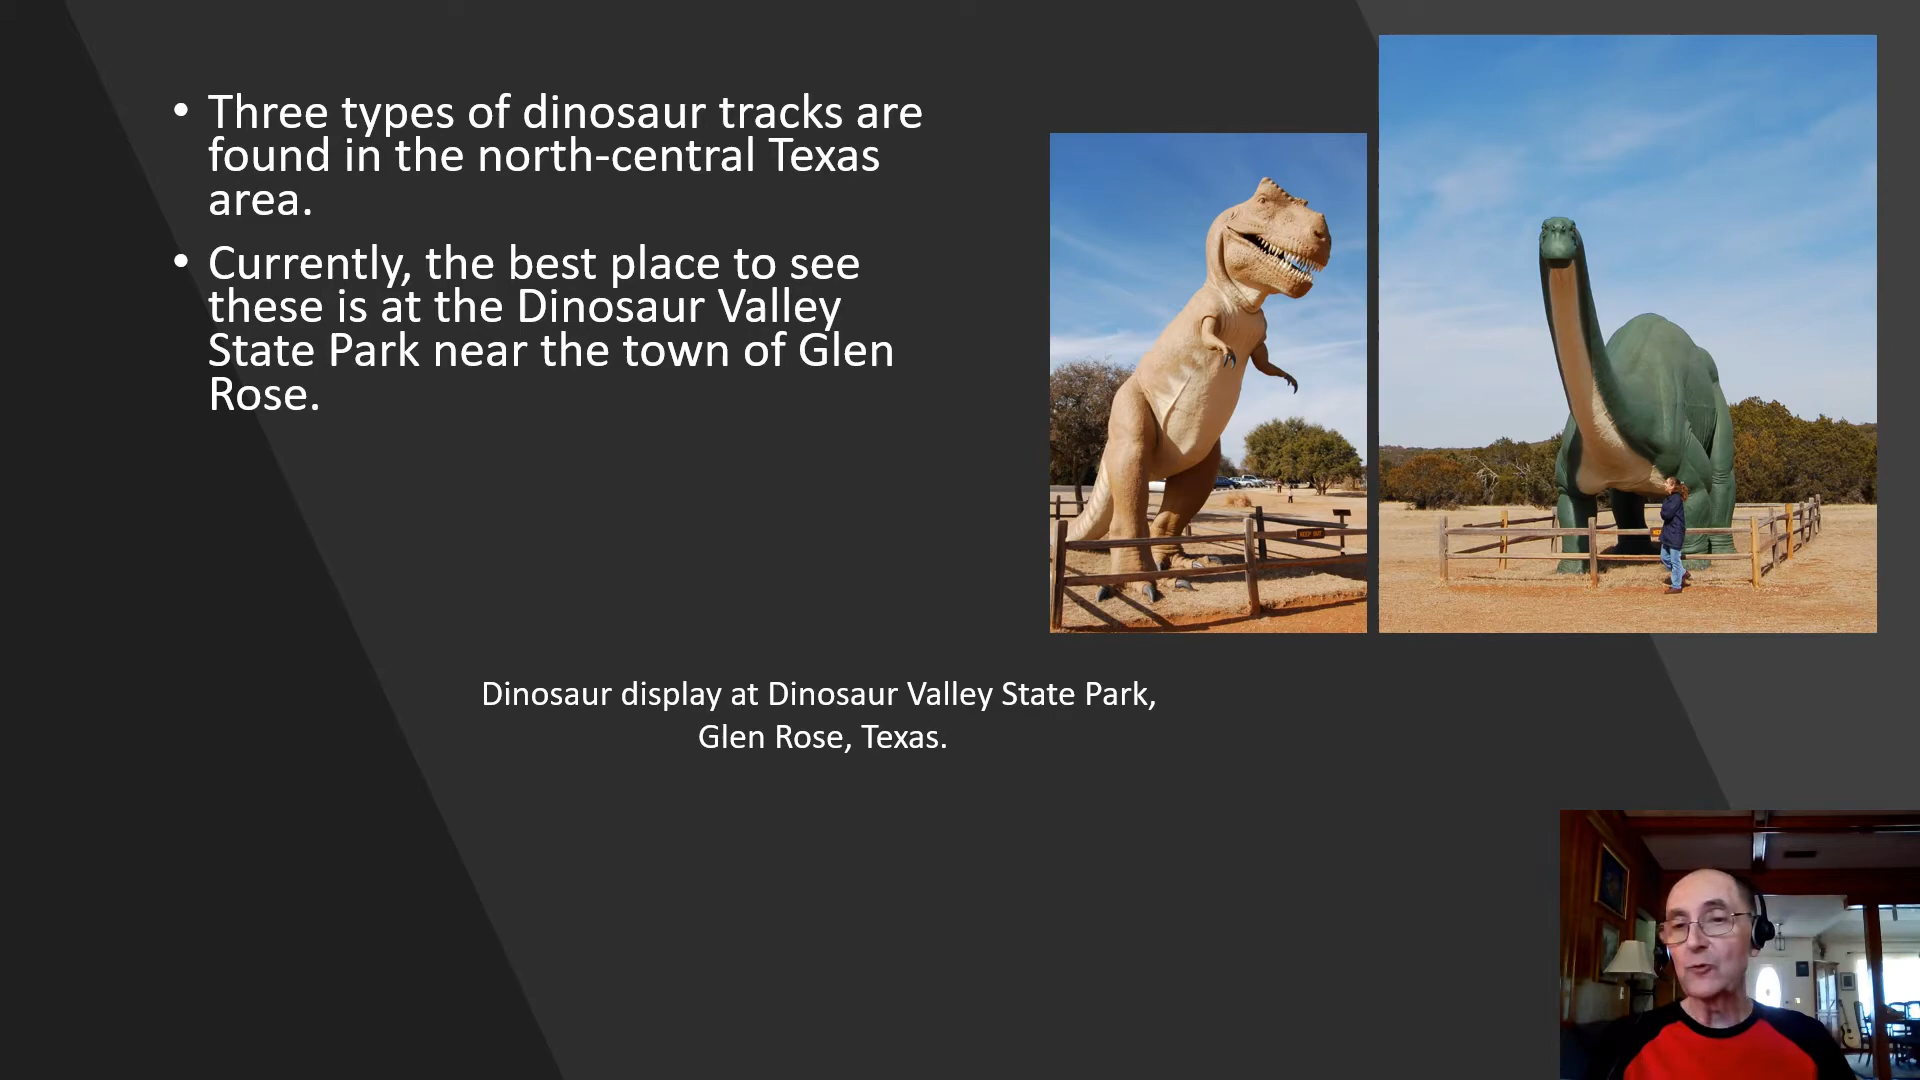 • Three types of dinosaur tracks are
found in the north-central Texas
area.
• Currently, the best place to see
these is at the Dinosaur Valley
State Park near the town of Glen
Rose.
KEEP OUT
Dinosaur display at Dinosaur Valley State Park,
Glen Rose, Texas.